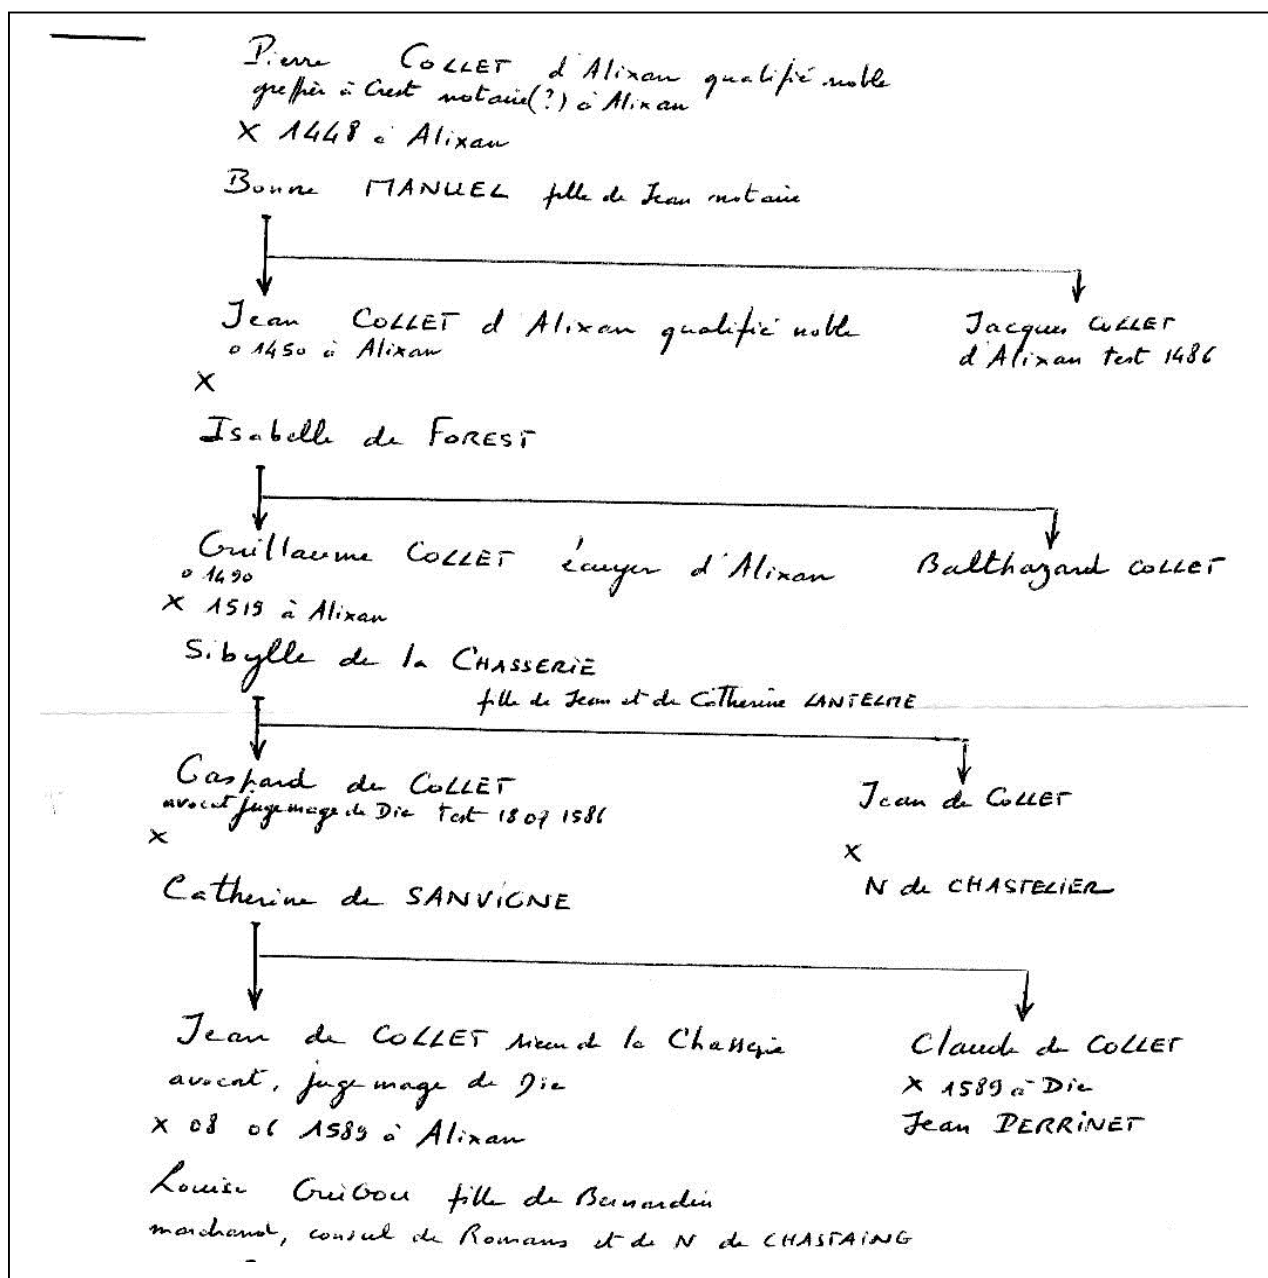 Pierre COLLET d'Alixan qualifié noble
greffier à Crest notaire(?) à Alixan
X 1448 à Alixan
Bonne MANUEL fille de Jean notaire
Jean COLLET d'Alixan qualifié noble
o 1450 à Alixan
X
Jacques COLLET
d'Alixan test 1486
Isabelle de FOREST
Guillaume COLLET écuyer d'Alixan
o 1490
X 1519 à Alixan
Balthazard COLLET
Sibylle de la CHASSERIE
fille de Jean et de Catherine LANTELME
Gaspard de COLLET
avocat juge mage de Die Test 18 07 1586
X
Jean de COLLET
X
N de CHASTELIER
Catherine de SANVIGNE
Jean de COLLET sieur de la Chasserie
avocat, juge mage de Die
X 08 06 1589 à Alixan
Claude de COLLET
X 1589 à Die
Jean PERRINET
Louise Guigou fille de Bernardin
marchand, consul de Romans et de N de CHASTAING